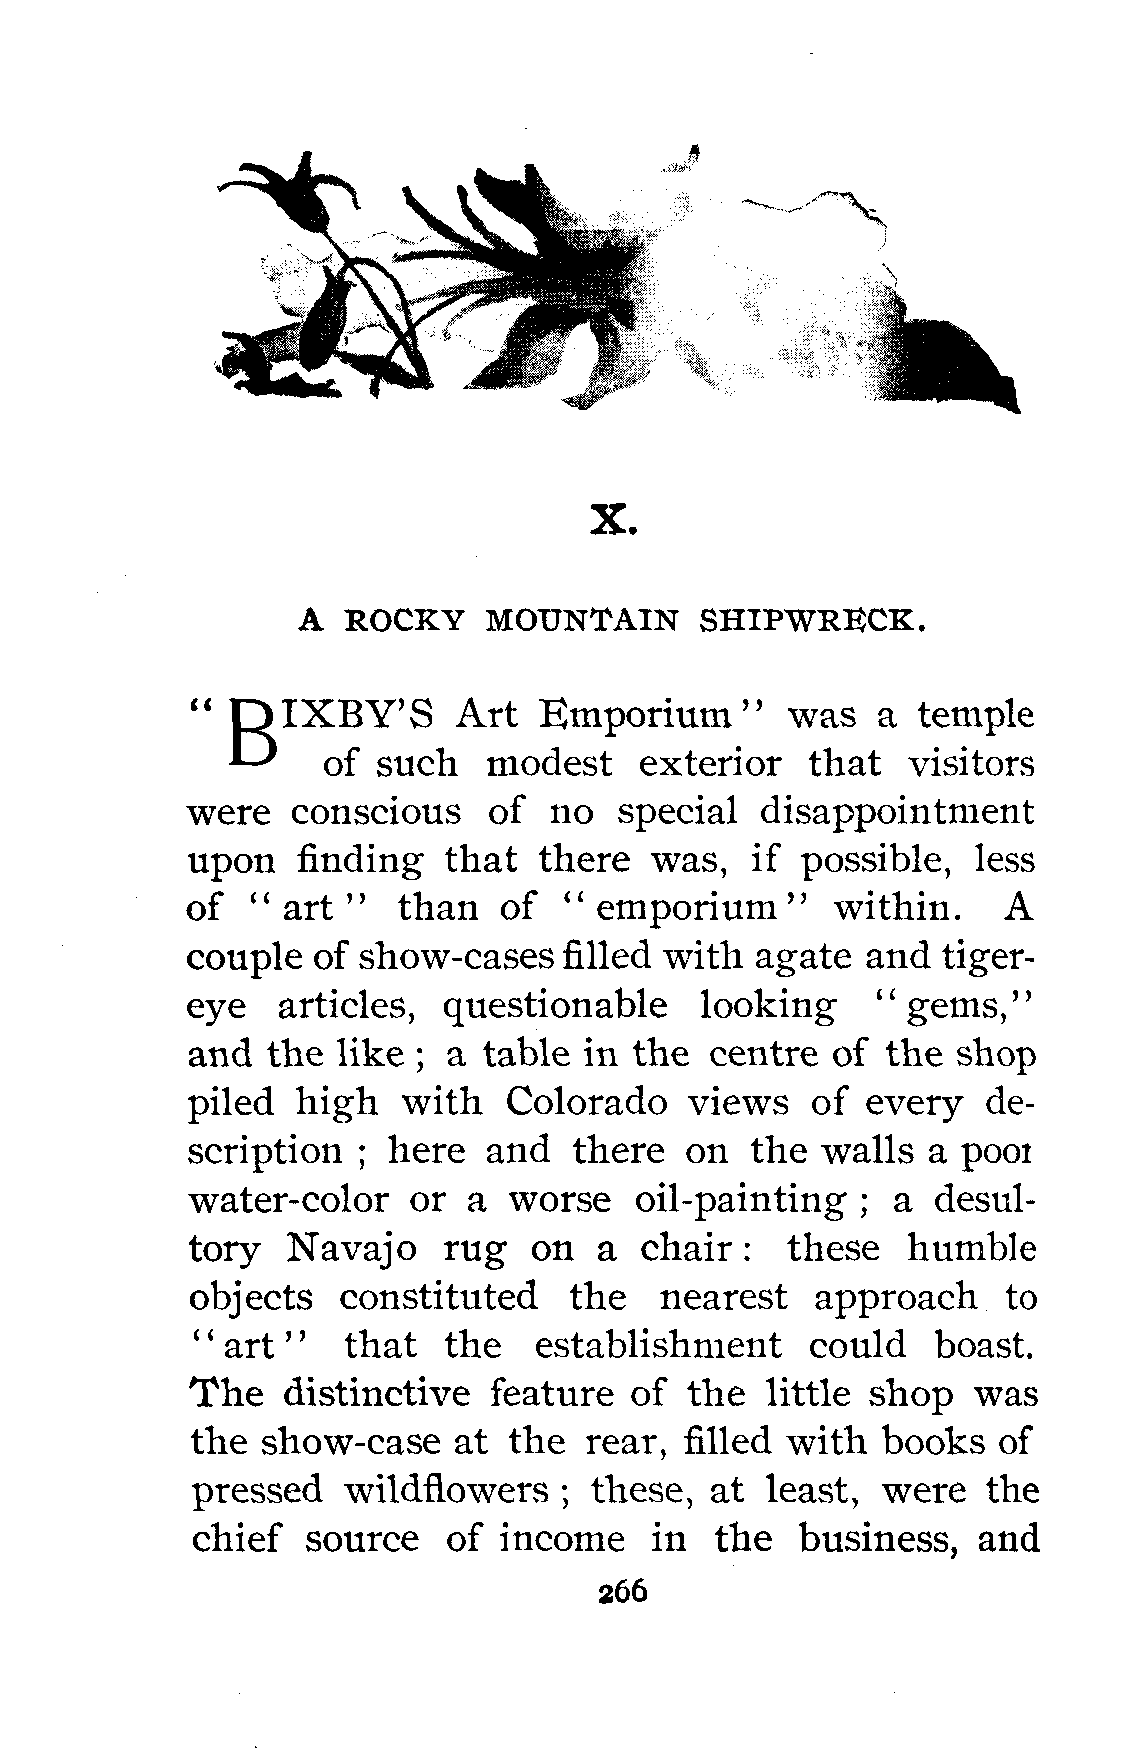 X.
A ROCKY MOUNTAIN SHIPWRECK.
“BIXBY’S Art Emporium” was a temple
of such modest exterior that visitors
were conscious of no special disappointment
upon finding that there was, if possible, less
of “art” than of “emporium” within. A
couple of show-cases filled with agate and tiger-
eye articles, questionable looking “gems,”
and the like; a table in the centre of the shop
piled high with Colorado views of every de-
scription; here and there on the walls a poor
water-color or a worse oil-painting; a desul-
tory Navajo rug on a chair: these humble
objects constituted the nearest approach to
“art” that the establishment could boast.
The distinctive feature of the little shop was
the show-case at the rear, filled with books of
pressed wildflowers; these, at least, were the
chief source of income in the business, and
266